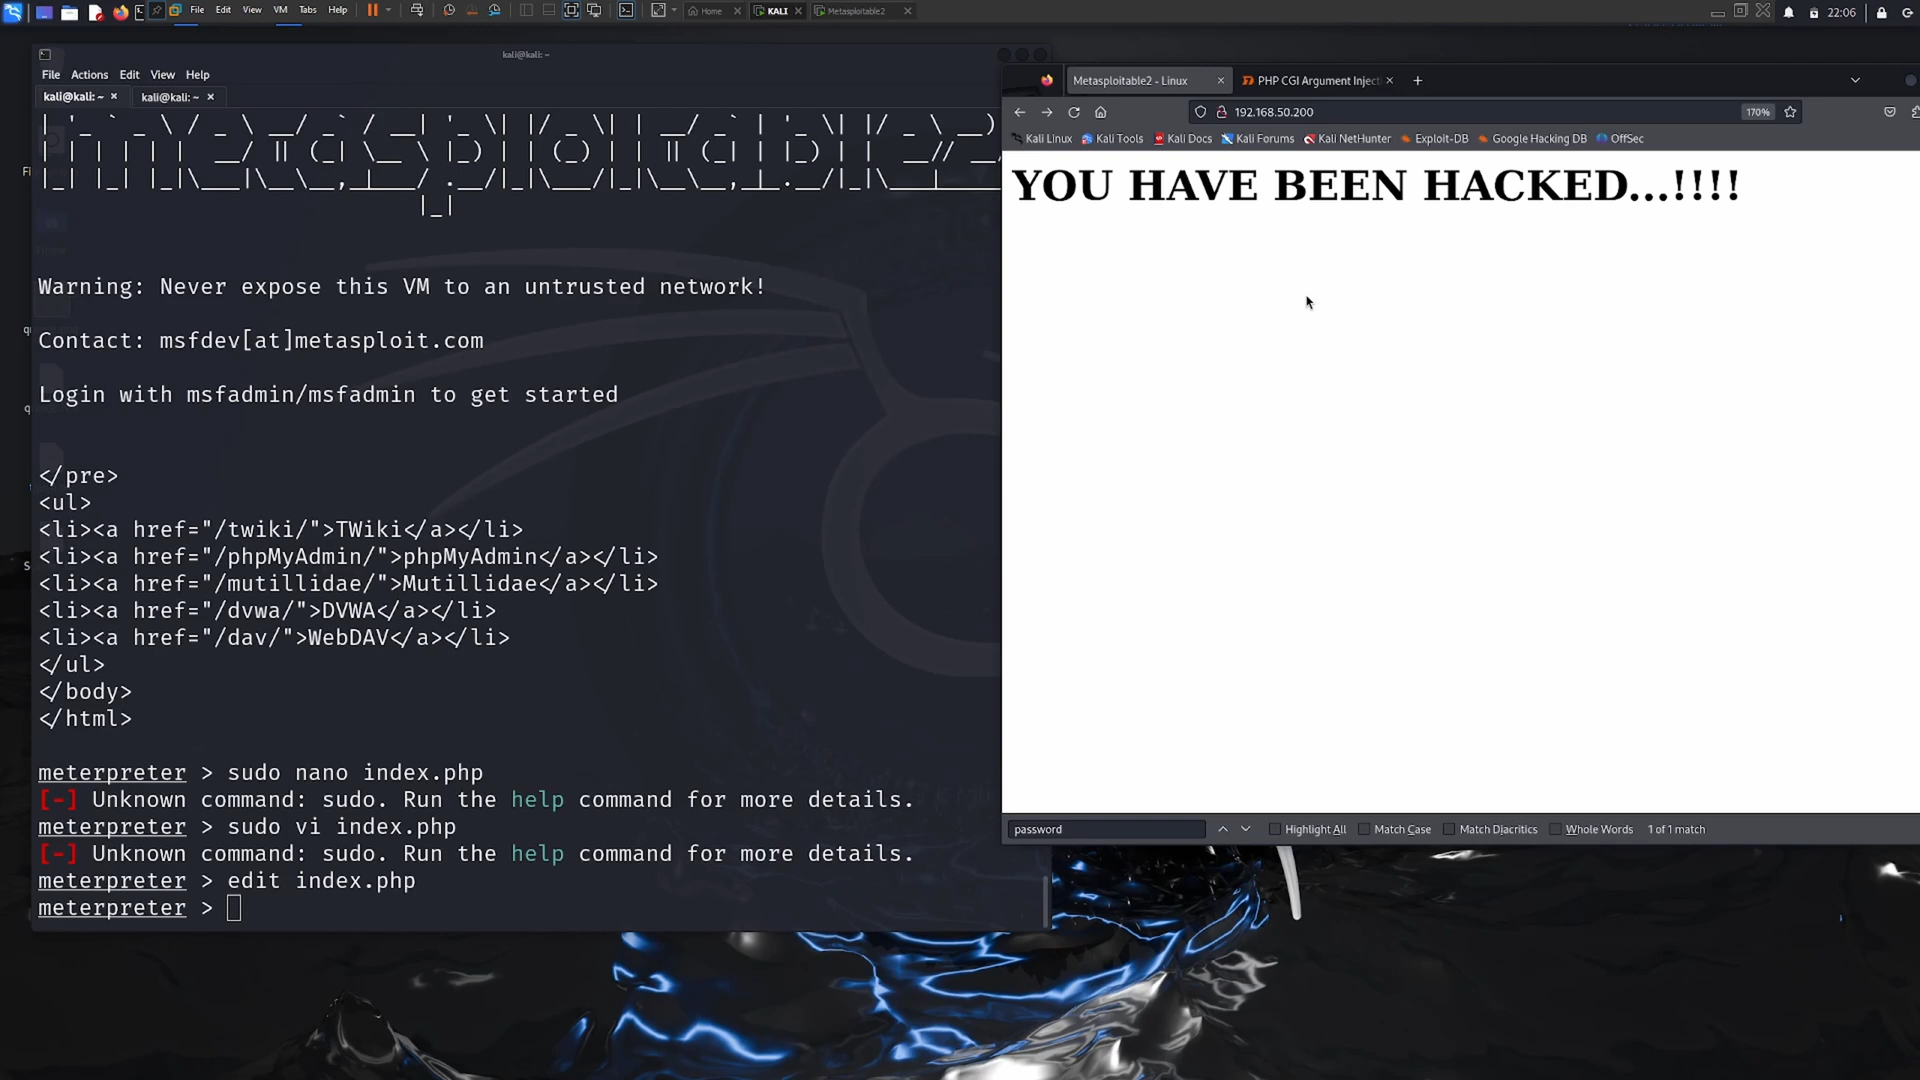 File Edit View VM Tabs Help
Home KALI Metasploitable2
22:06
kali@kali: ~
File Actions Edit View Help
kali@kali: ~ kali@kali: ~
Warning: Never expose this VM to an untrusted network!
Contact: msfdev[at]metasploit.com
Login with msfadmin/msfadmin to get started
</pre>
<ul>
<li><a href="/twiki/">TWiki</a></li>
<li><a href="/phpMyAdmin/">phpMyAdmin</a></li>
<li><a href="/mutillidae/">Mutillidae</a></li>
<li><a href="/dvwa/">DVWA</a></li>
<li><a href="/dav/">WebDAV</a></li>
</ul>
</body>
</html>
meterpreter > sudo nano index.php
[-] Unknown command: sudo. Run the help command for more details.
meterpreter > sudo vi index.php
[-] Unknown command: sudo. Run the help command for more details.
meterpreter > edit index.php
meterpreter >
Metasploitable2 - Linux PHP CGI Argument Inject
192.168.50.200 170%
Kali Linux Kali Tools Kali Docs Kali Forums Kali NetHunter Exploit-DB Google Hacking DB OffSec
YOU HAVE BEEN HACKED...!!!!
password Highlight All Match Case Match Diacritics Whole Words 1 of 1 match